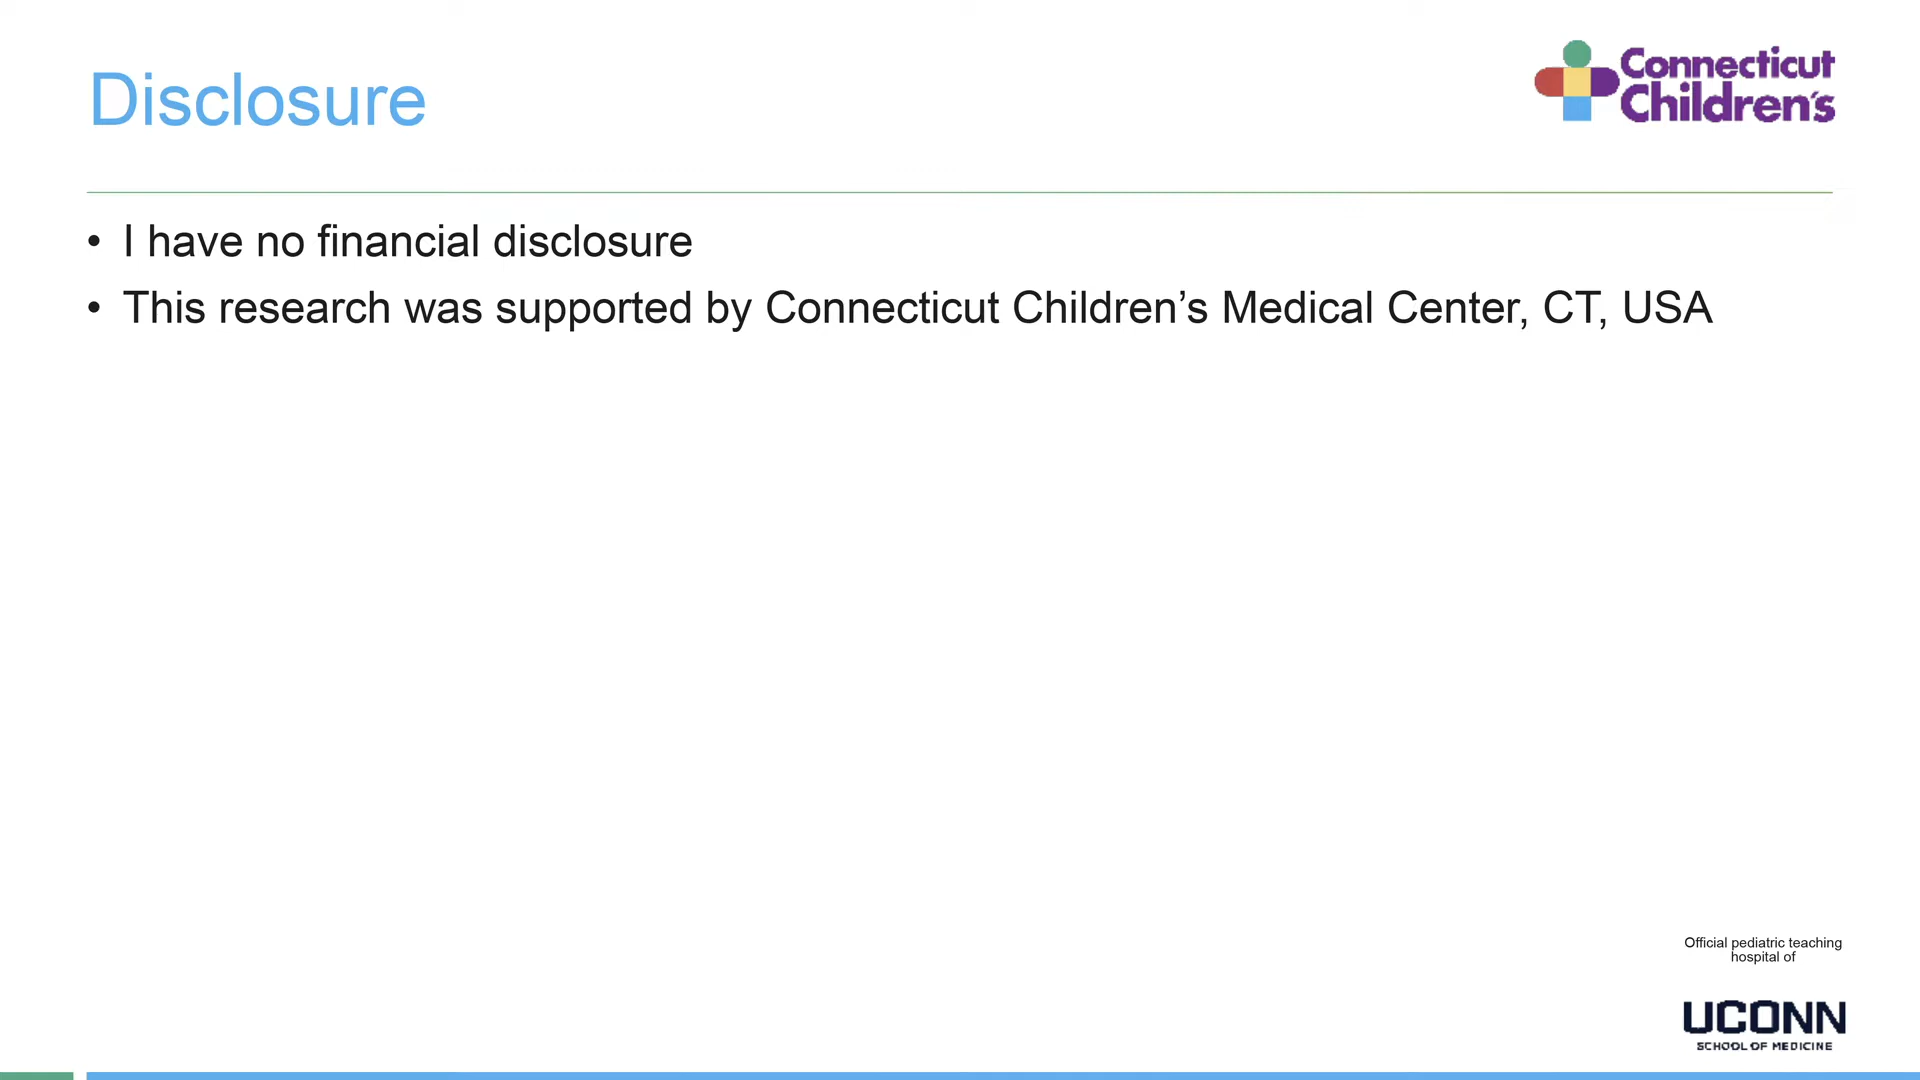 Disclosure
Connecticut
Children's
• I have no financial disclosure
• This research was supported by Connecticut Children’s Medical Center, CT, USA
Official pediatric teaching
hospital of
UCONN
SCHOOL OF MEDICINE